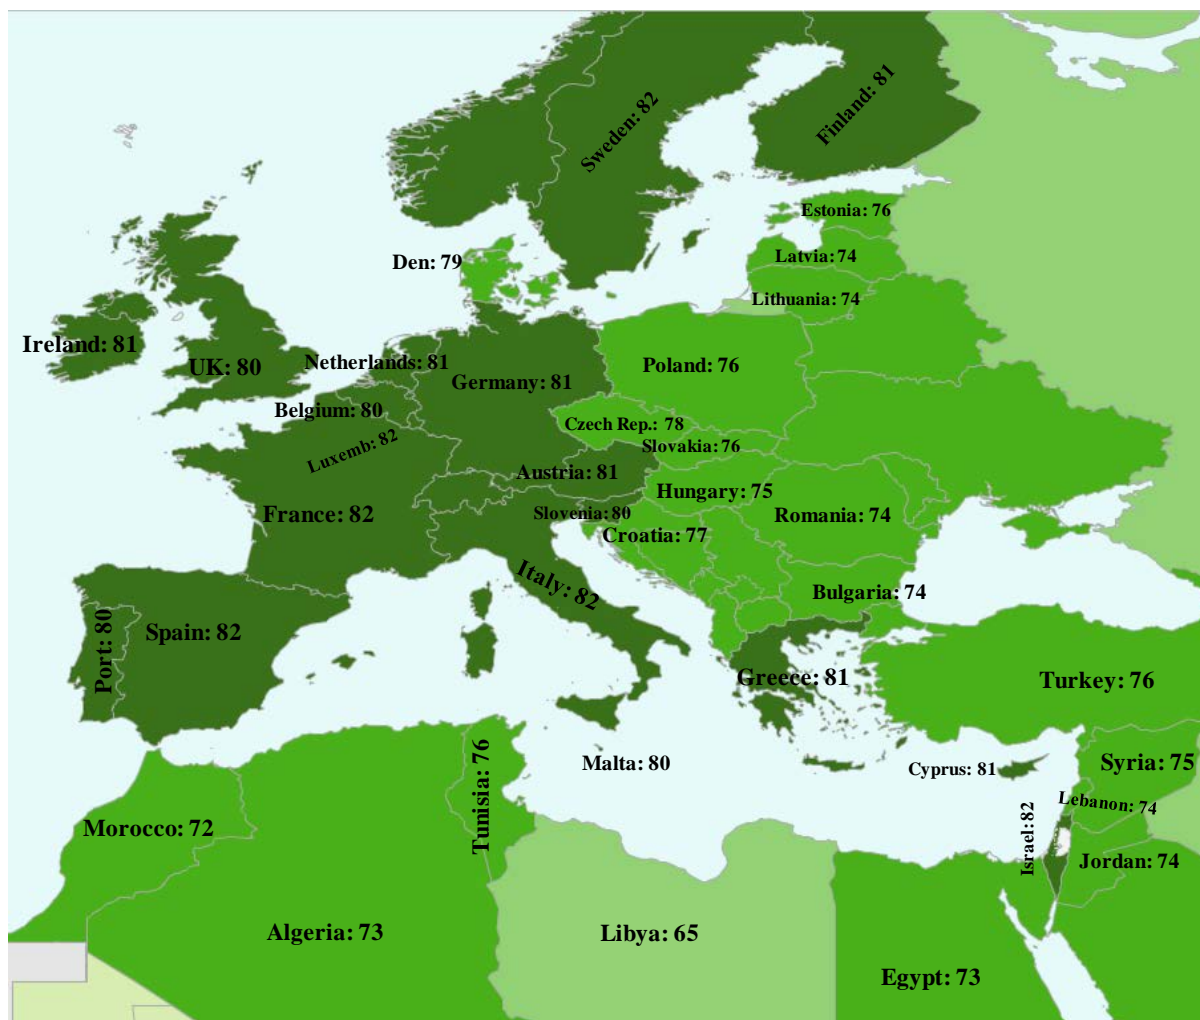 Sweden: 82
Finland: 81
Estonia: 76
Den: 79
Latvia: 74
Lithuania: 74
Ireland: 81
UK: 80
Netherlands: 81
Germany: 81
Poland: 76
Belgium: 80
Czech Rep.: 78
Luxemb: 82
Slovakia: 76
Austria: 81
Hungary: 75
France: 82
Slovenia: 80
Romania: 74
Croatia: 77
Italy: 82
Bulgaria: 74
Port: 80
Spain: 82
Greece: 81
Turkey: 76
Tunisia: 76
Malta: 80
Cyprus: 81
Syria: 75
Lebanon: 74
Morocco: 72
Israel: 82
Jordan: 74
Algeria: 73
Libya: 65
Egypt: 73